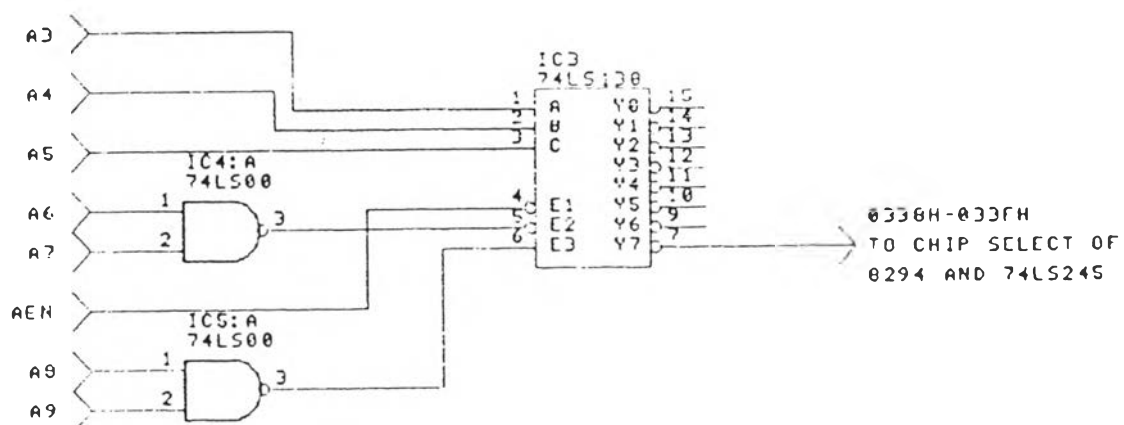 A3
A4
A5
A6
A7
AEN
A8
A9
IC4:A
74LS00
1
2
3
IC5:A
74LS00
1
2
3
IC3
74LS138
1 A Y0 15
2 B Y1 14
3 C Y2 13
Y3 12
Y4 11
4 E1 Y5 10
5 E2 Y6 9
6 E3 Y7 7
0338H-033FH
TO CHIP SELECT OF
8294 AND 74LS245